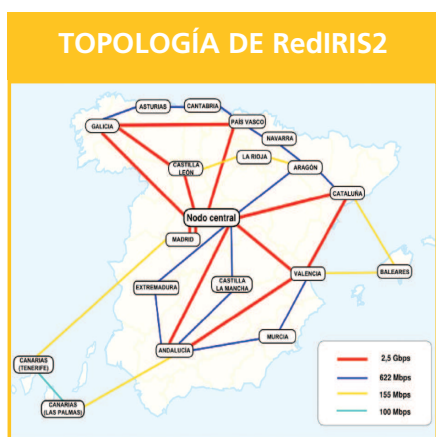 TOPOLOGÍA DE RedIRIS2
ASTURIAS
CANTABRIA
GALICIA
PAÍS VASCO
NAVARRA
LA RIOJA
CASTILLA
LEÓN
ARAGÓN
CATALUÑA
Nodo central
MADRID
EXTREMADURA
CASTILLA
LA MANCHA
VALENCIA
BALEARES
MURCIA
ANDALUCÍA
CANARIAS
(TENERIFE)
CANARIAS
(LAS PALMAS)
2,5 Gbps
622 Mbps
155 Mbps
100 Mbps